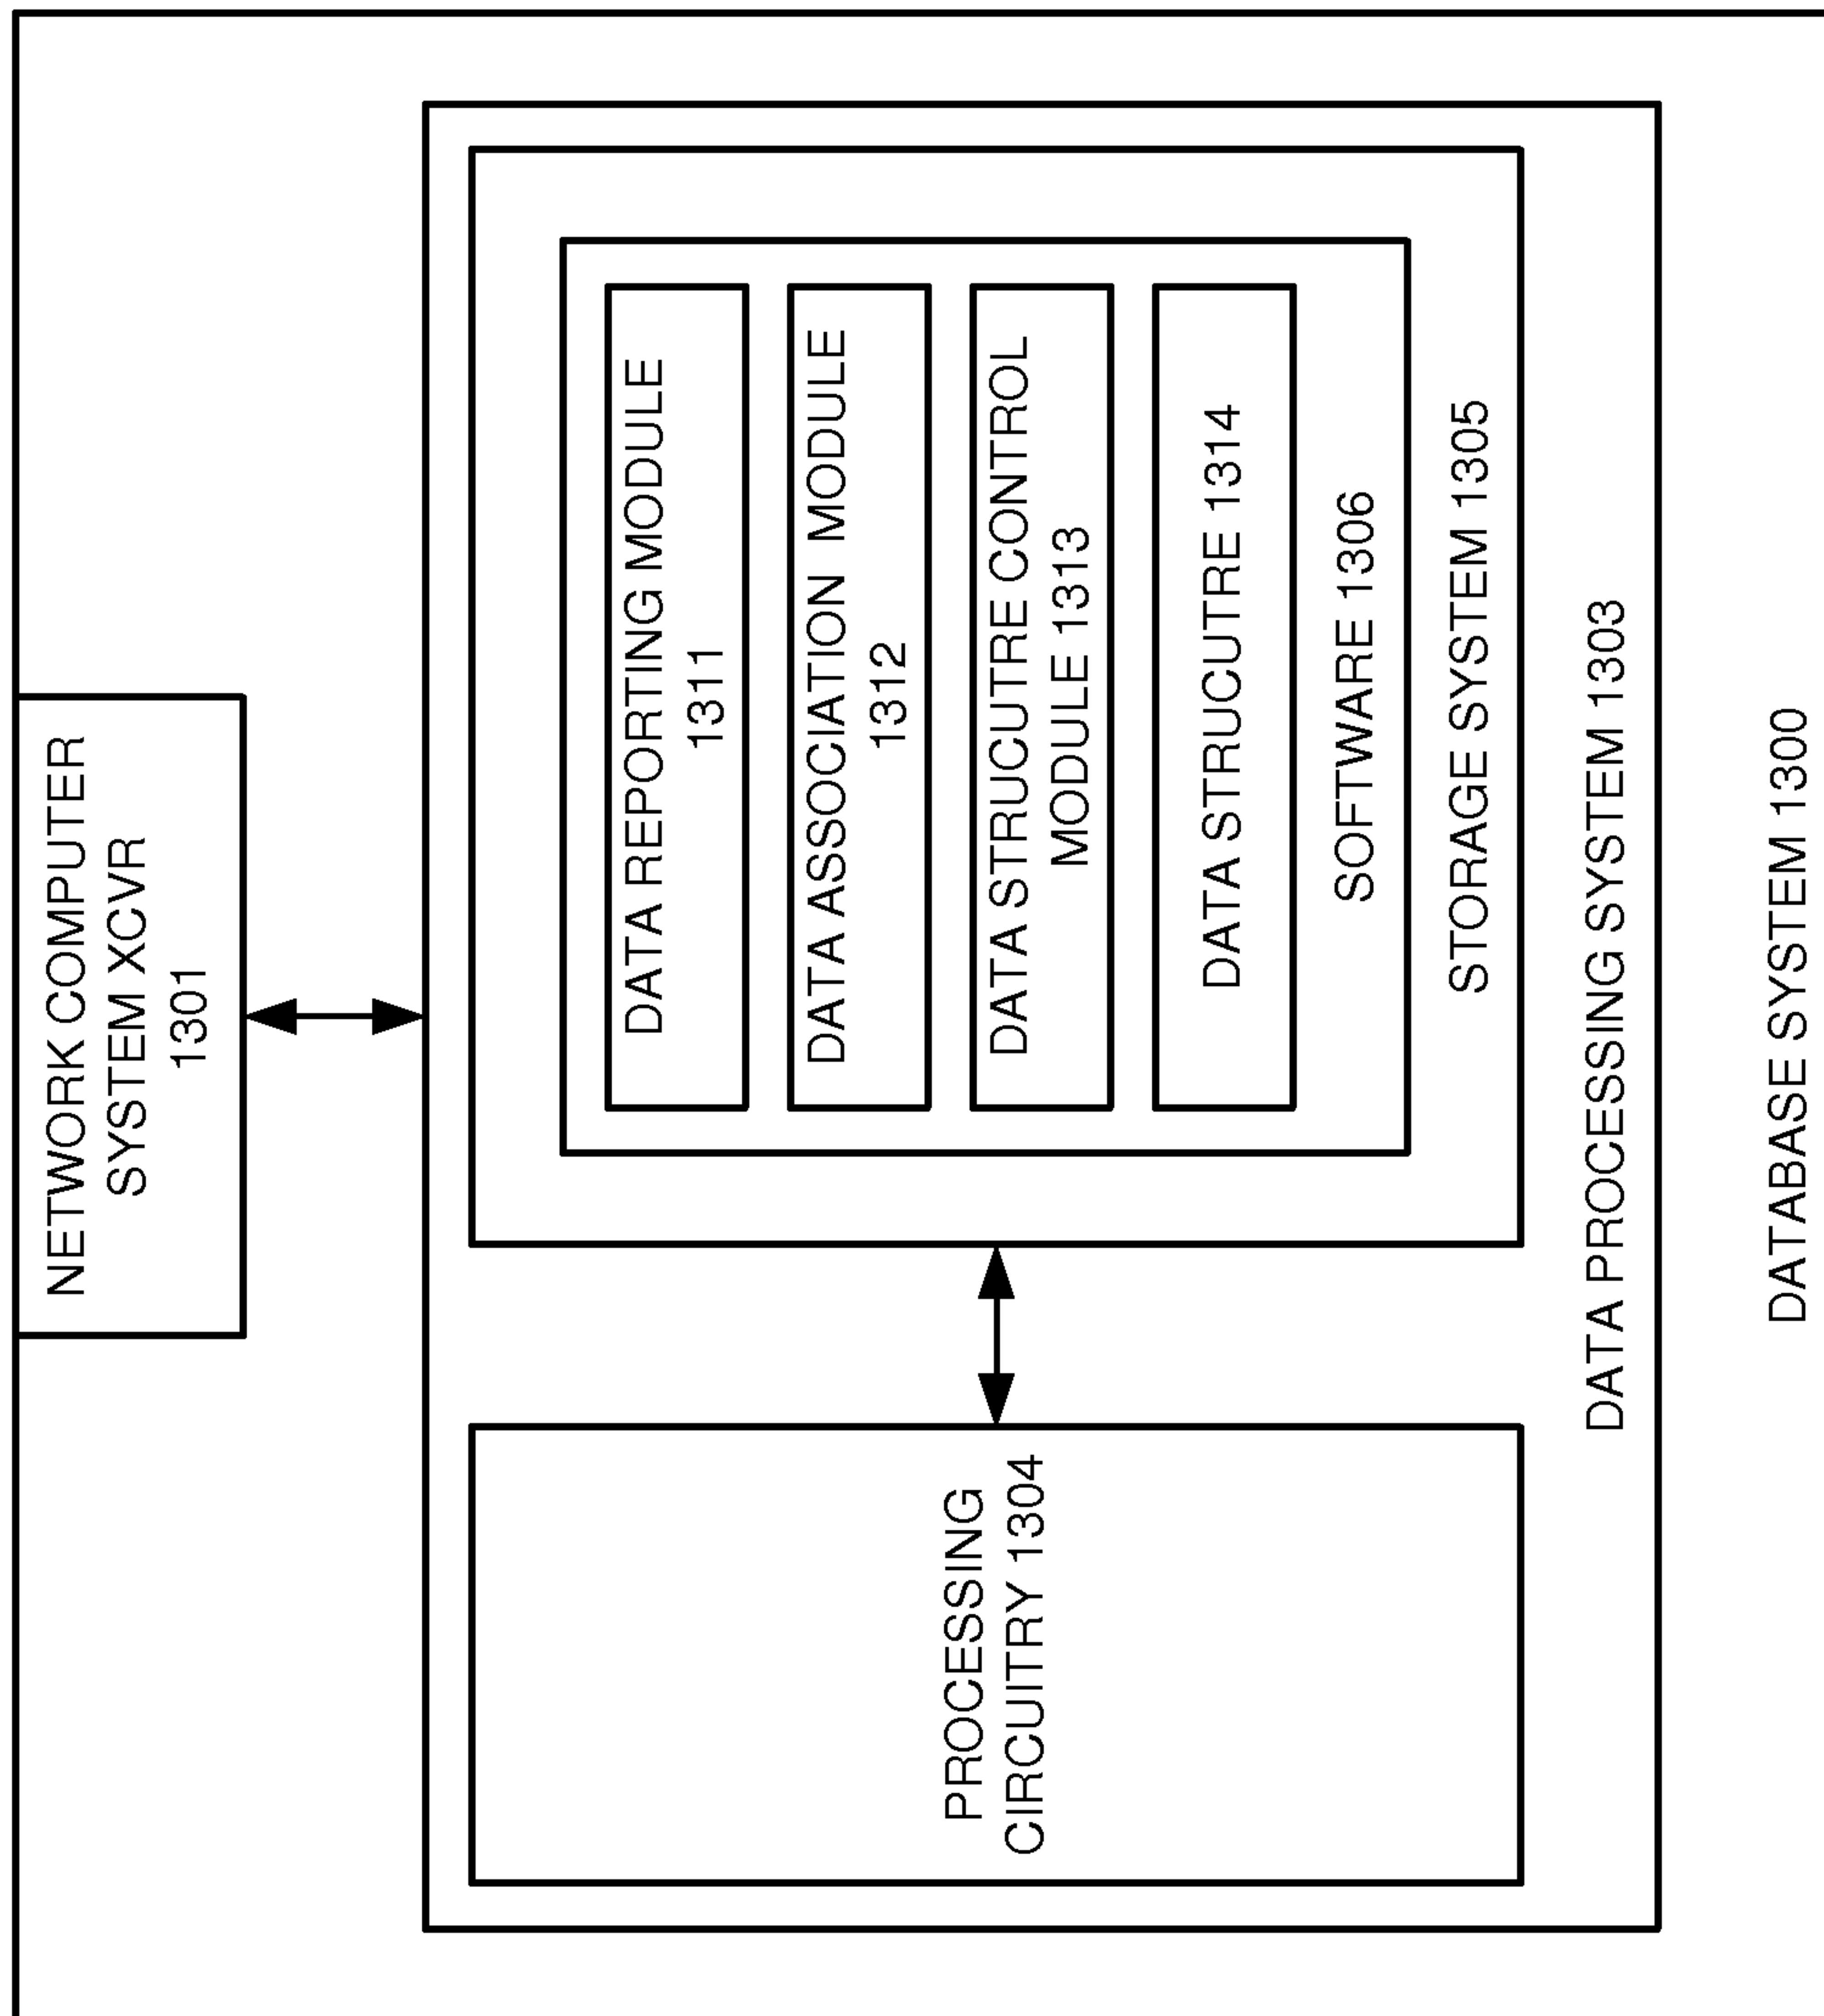 NETWORK COMPUTER
SYSTEM XCVR
1301
PROCESSING
CIRCUITRY 1304
DATA REPORTING MODULE
1311
DATA ASSOCIATION MODULE
1312
DATA STRUCUTRE CONTROL
MODULE 1313
DATA STRUCUTRE 1314
SOFTWARE 1306
STORAGE SYSTEM 1305
DATA PROCESSING SYSTEM 1303
DATABASE SYSTEM 1300